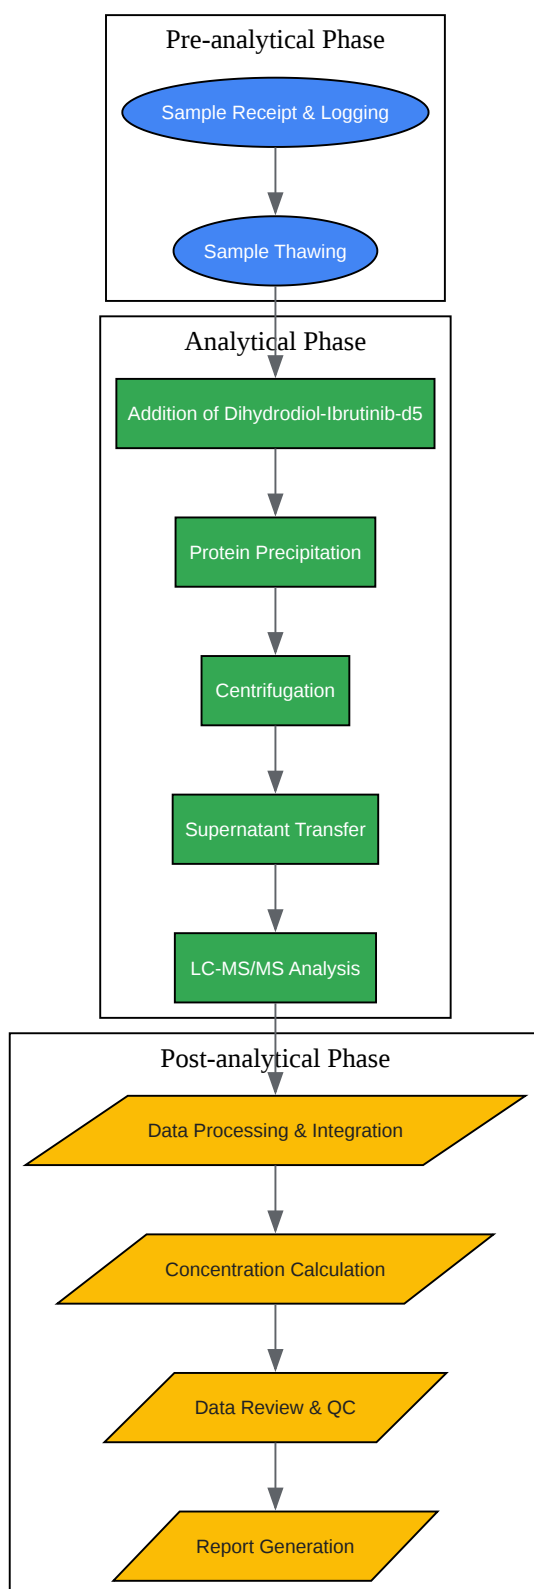 Pre-analytical Phase
Sample Receipt & Logging
Sample Thawing
Analytical Phase
Addition of Dihydrodiol-Ibrutinib-d5
Protein Precipitation
Centrifugation
Supernatant Transfer
LC-MS/MS Analysis
Post-analytical Phase
Data Processing & Integration
Concentration Calculation
Data Review & QC
Report Generation